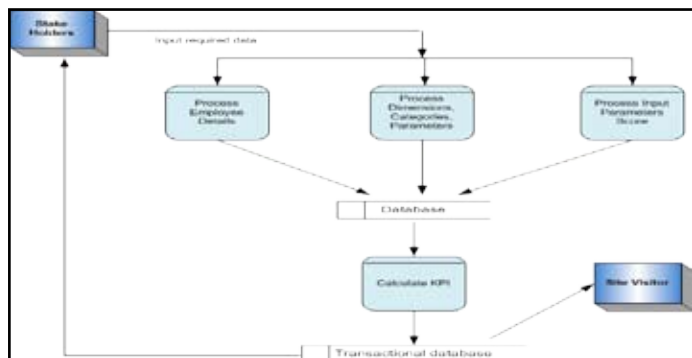 Stake
Holders
Input required data
Process
Employee
Details
Process
Dimensions,
Categories,
Parameters
Process Input
Parameters
Score
Database
Calculate KPI
Site Visitor
Transactional database